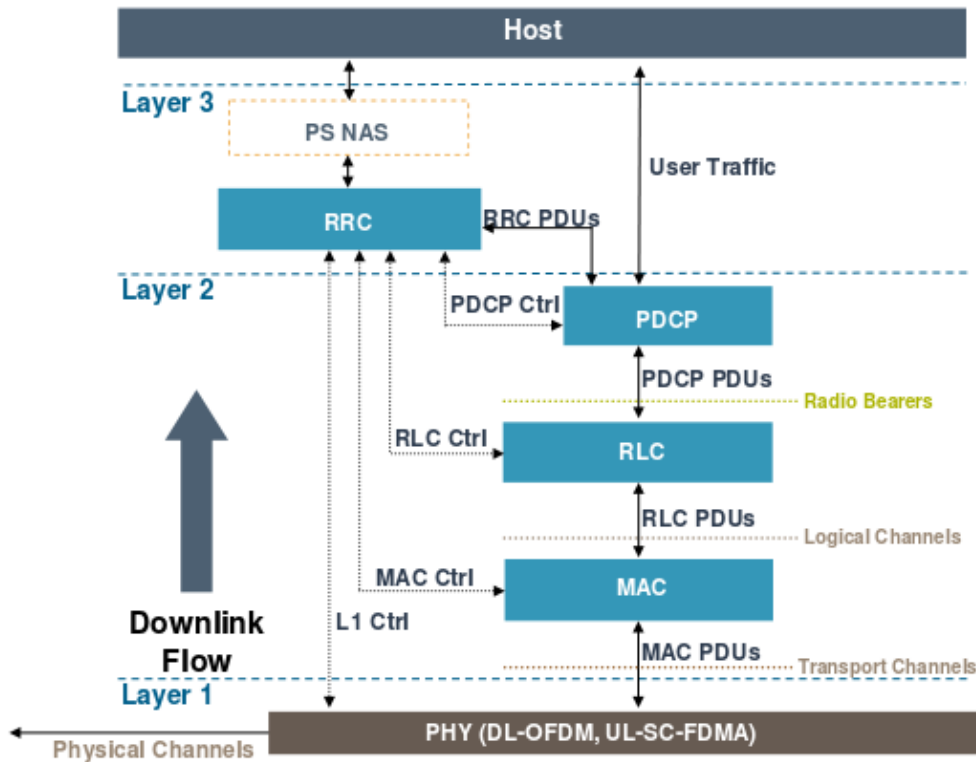 Host
Layer 3
PS NAS
User Traffic
RRC
RRC PDUs
Layer 2
PDCP Ctrl
PDCP
PDCP PDUs
Radio Bearers
RLC Ctrl
RLC
RLC PDUs
Logical Channels
MAC Ctrl
MAC
L1 Ctrl
Downlink
Flow
MAC PDUs
Transport Channels
Layer 1
PHY (DL-OFDM, UL-SC-FDMA)
Physical Channels